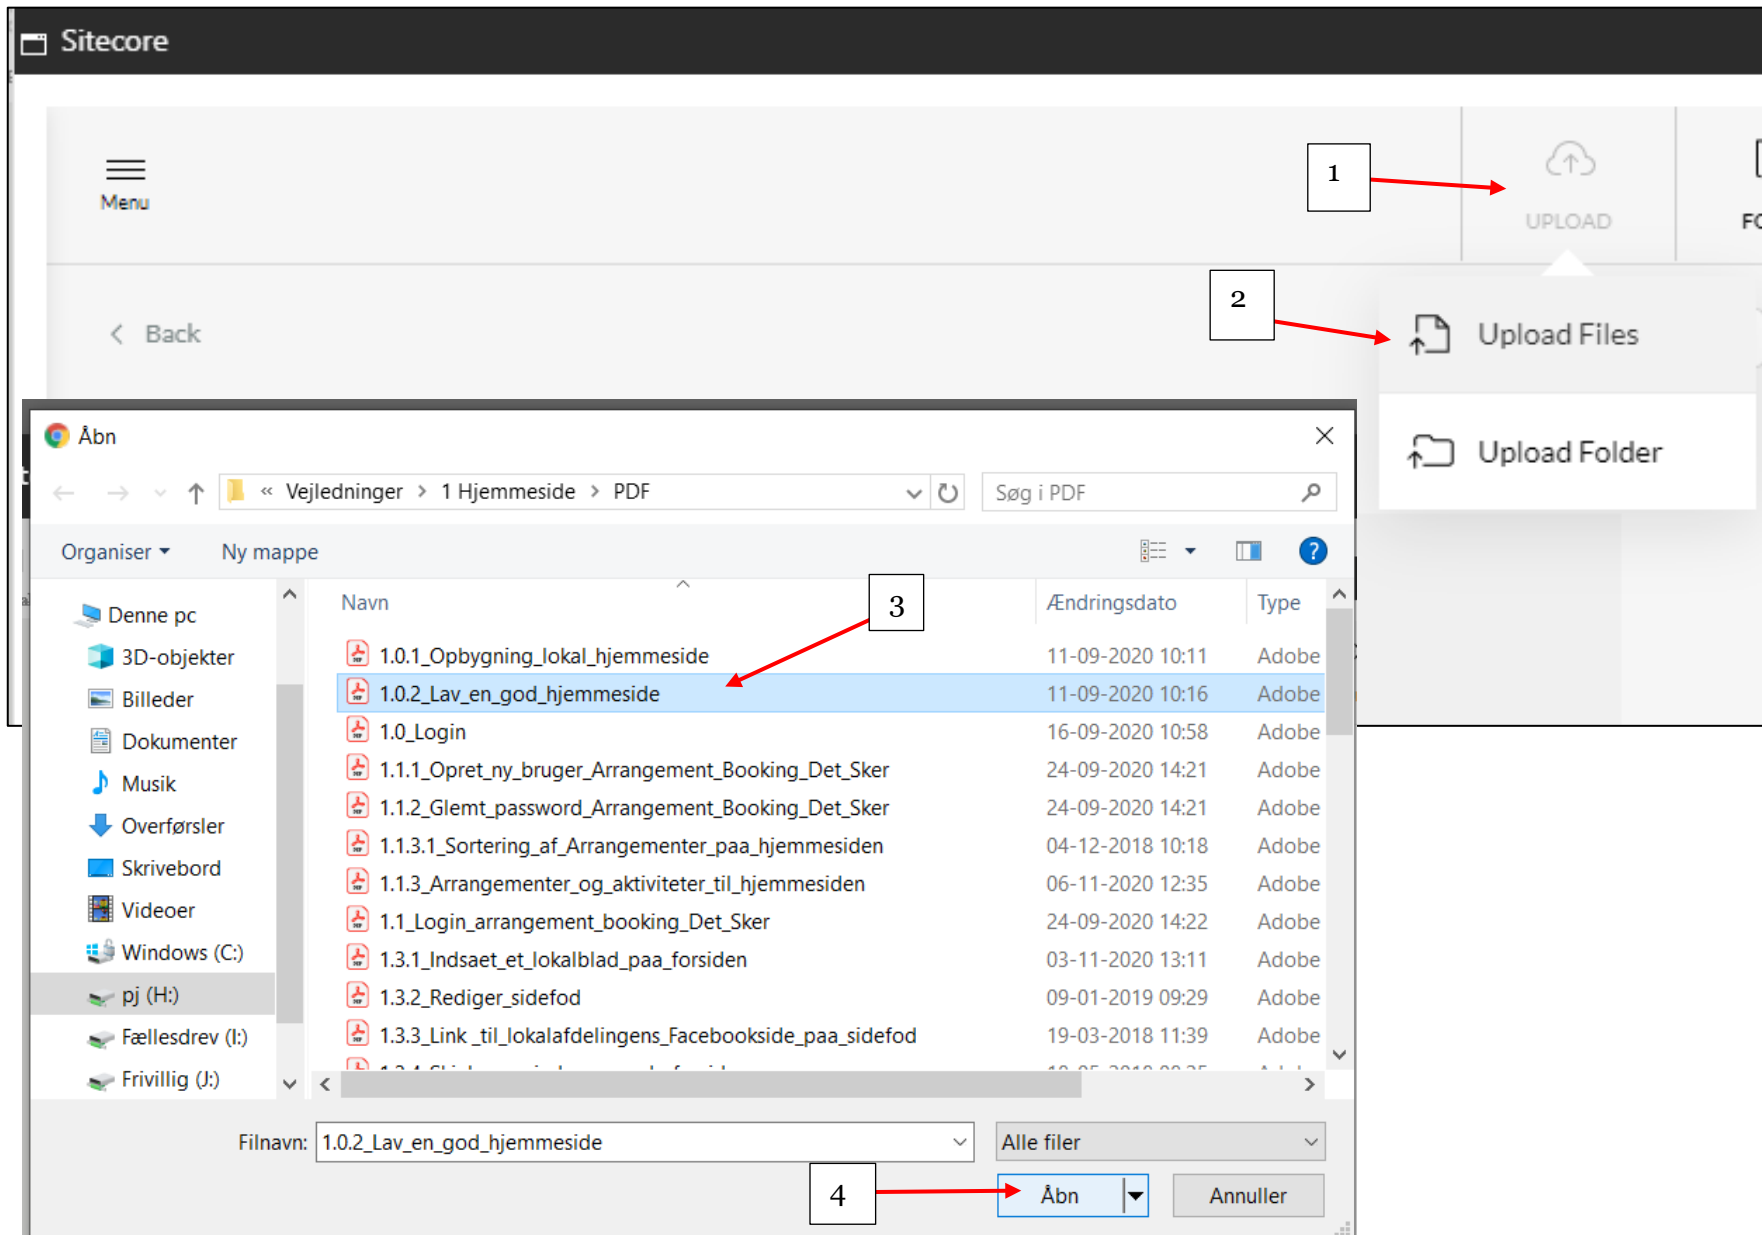 Sitecore
Menu
1
UPLOAD
FO
< Back
2
Upload Files
Upload Folder
Åbn
« Vejledninger > 1 Hjemmeside > PDF
Søg i PDF
Organiser
Ny mappe
?
Navn
3
Ændringsdato
Type
Denne pc
3D-objekter
Billeder
Dokumenter
Musik
Overførsler
Skrivebord
Videoer
Windows (C:)
pj (H:)
Fællesdrev (I:)
Frivillig (J:)
1.0.1_Opbygning_lokal_hjemmeside 11-09-2020 10:11 Adobe
1.0.2_Lav_en_god_hjemmeside 11-09-2020 10:16 Adobe
1.0_Login 16-09-2020 10:58 Adobe
1.1.1_Opret_ny_bruger_Arrangement_Booking_Det_Sker 24-09-2020 14:21 Adobe
1.1.2_Glemt_password_Arrangement_Booking_Det_Sker 24-09-2020 14:21 Adobe
1.1.3.1_Sortering_af_Arrangementer_paa_hjemmesiden 04-12-2018 10:18 Adobe
1.1.3_Arrangementer_og_aktiviteter_til_hjemmesiden 06-11-2020 12:35 Adobe
1.1_Login_arrangement_booking_Det_Sker 24-09-2020 14:22 Adobe
1.3.1_Indsaet_et_lokalblad_paa_forsiden 03-11-2020 13:11 Adobe
1.3.2_Rediger_sidefod 09-01-2019 09:29 Adobe
1.3.3_Link _til_lokalafdelingens_Facebookside_paa_sidefod 19-03-2018 11:39 Adobe
Filnavn: 1.0.2_Lav_en_god_hjemmeside
Alle filer
4
Åbn
Annuller